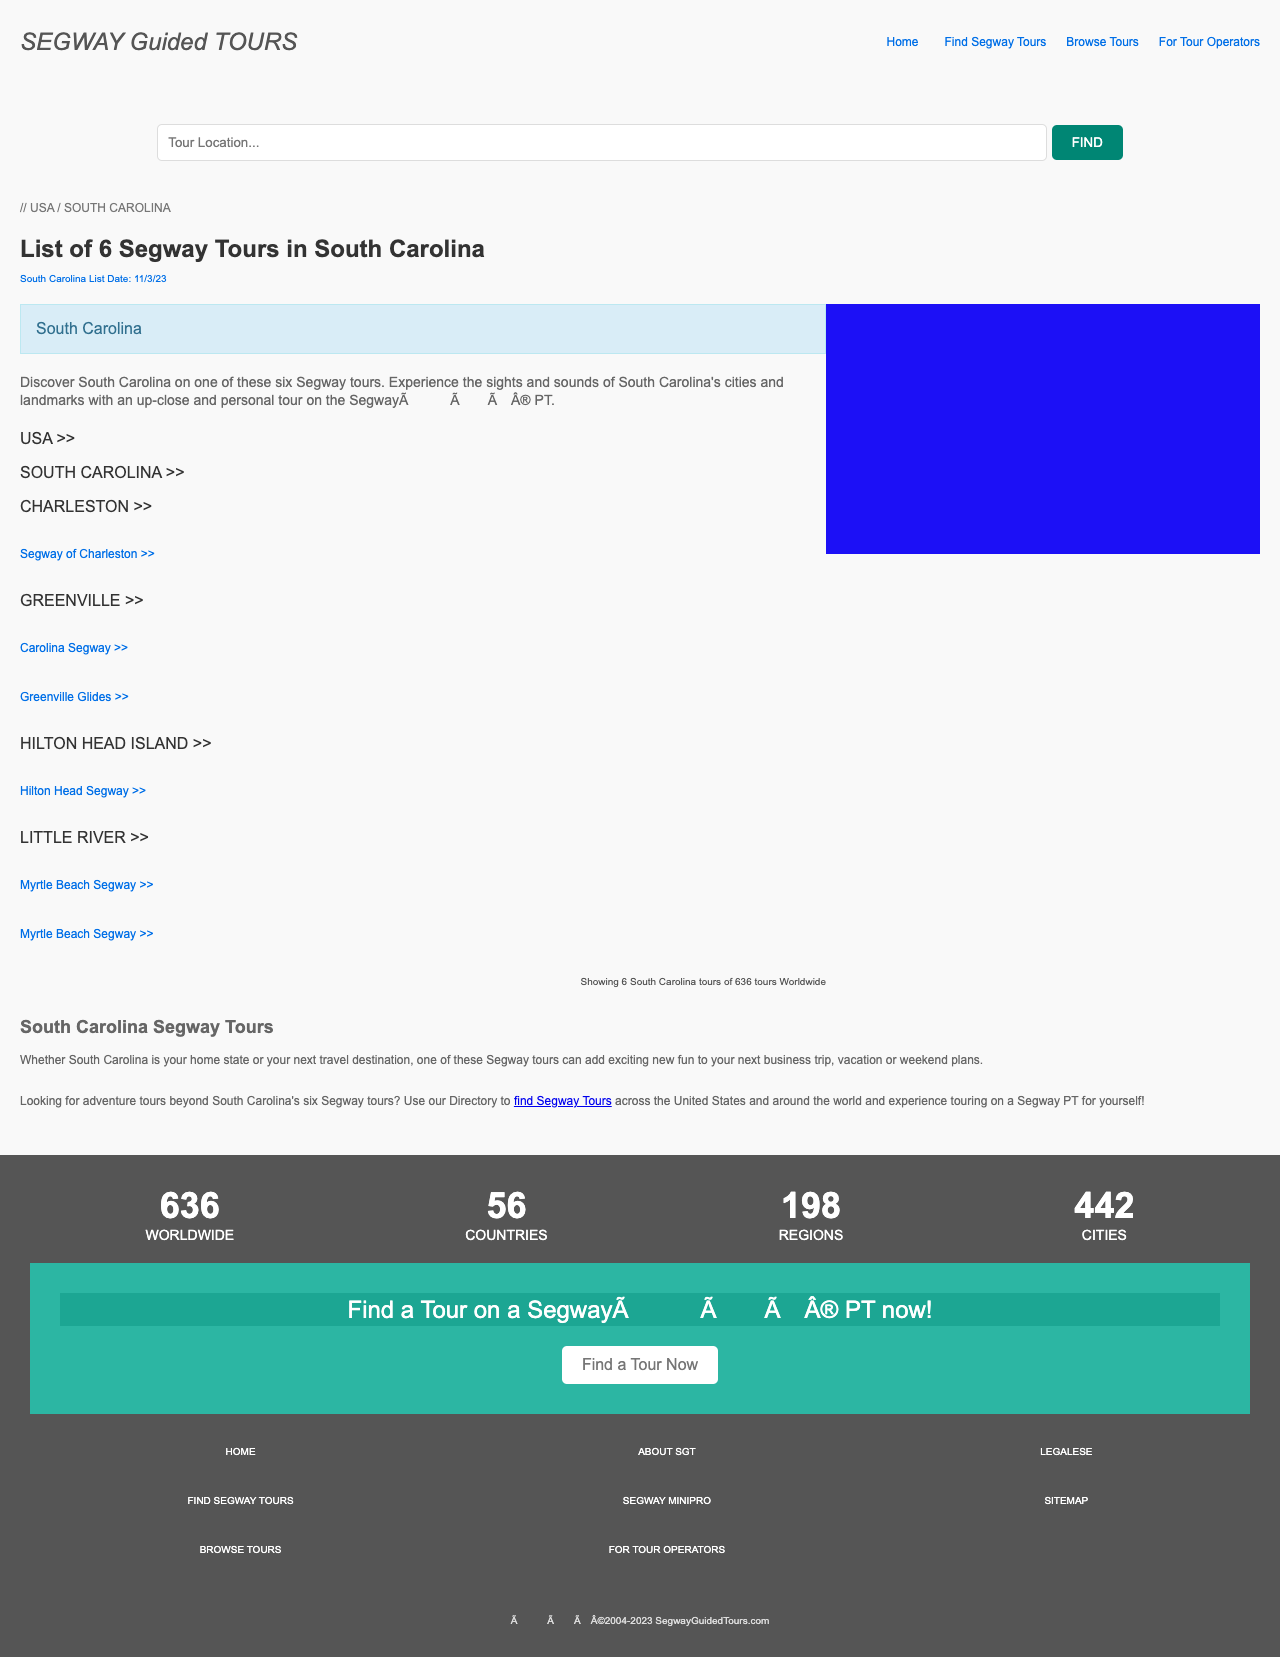 SEGWAY Guided TOURS
Home Find Segway Tours Browse Tours For Tour Operators
Tour Location... FIND
// USA / SOUTH CAROLINA
List of 6 Segway Tours in South Carolina
South Carolina List Date: 11/3/23
South Carolina
Discover South Carolina on one of these six Segway tours. Experience the sights and sounds of South Carolina's cities and
landmarks with an up-close and personal tour on the SegwayÃ Ã Ã Â® PT.
USA >>
SOUTH CAROLINA >>
CHARLESTON >>
Segway of Charleston >>
GREENVILLE >>
Carolina Segway >>
Greenville Glides >>
HILTON HEAD ISLAND >>
Hilton Head Segway >>
LITTLE RIVER >>
Myrtle Beach Segway >>
Myrtle Beach Segway >>
Showing 6 South Carolina tours of 636 tours Worldwide
South Carolina Segway Tours
Whether South Carolina is your home state or your next travel destination, one of these Segway tours can add exciting new fun to your next business trip, vacation or weekend plans.
Looking for adventure tours beyond South Carolina's six Segway tours? Use our Directory to find Segway Tours across the United States and around the world and experience touring on a Segway PT for yourself!
636 56 198 442
WORLDWIDE COUNTRIES REGIONS CITIES
Find a Tour on a SegwayÃ Ã Ã Â® PT now!
Find a Tour Now
HOME ABOUT SGT LEGALESE
FIND SEGWAY TOURS SEGWAY MINIPRO SITEMAP
BROWSE TOURS FOR TOUR OPERATORS
Ã Ã Ã Â©2004-2023 SegwayGuidedTours.com